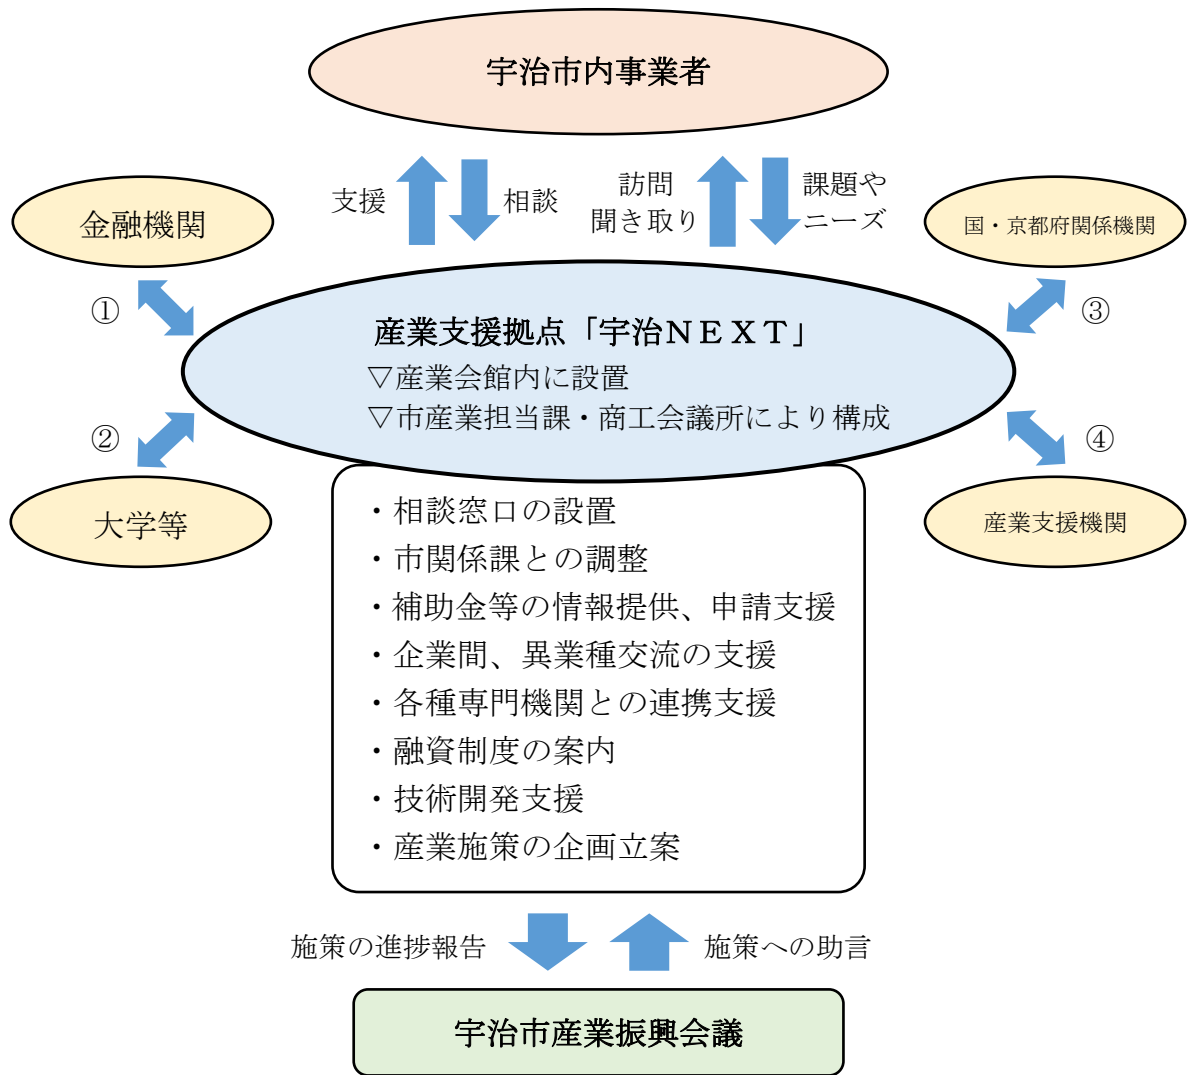 宇治市内事業者
支援
相談
訪問
聞き取り
課題や
ニーズ
金融機関
国・京都府関係機関
①
③
産業支援拠点「宇治ＮＥＸＴ」
▽産業会館内に設置
▽市産業担当課・商工会議所により構成
②
④
大学等
産業支援機関
・相談窓口の設置
・市関係課との調整
・補助金等の情報提供、申請支援
・企業間、異業種交流の支援
・各種専門機関との連携支援
・融資制度の案内
・技術開発支援
・産業施策の企画立案
施策の進捗報告
施策への助言
宇治市産業振興会議